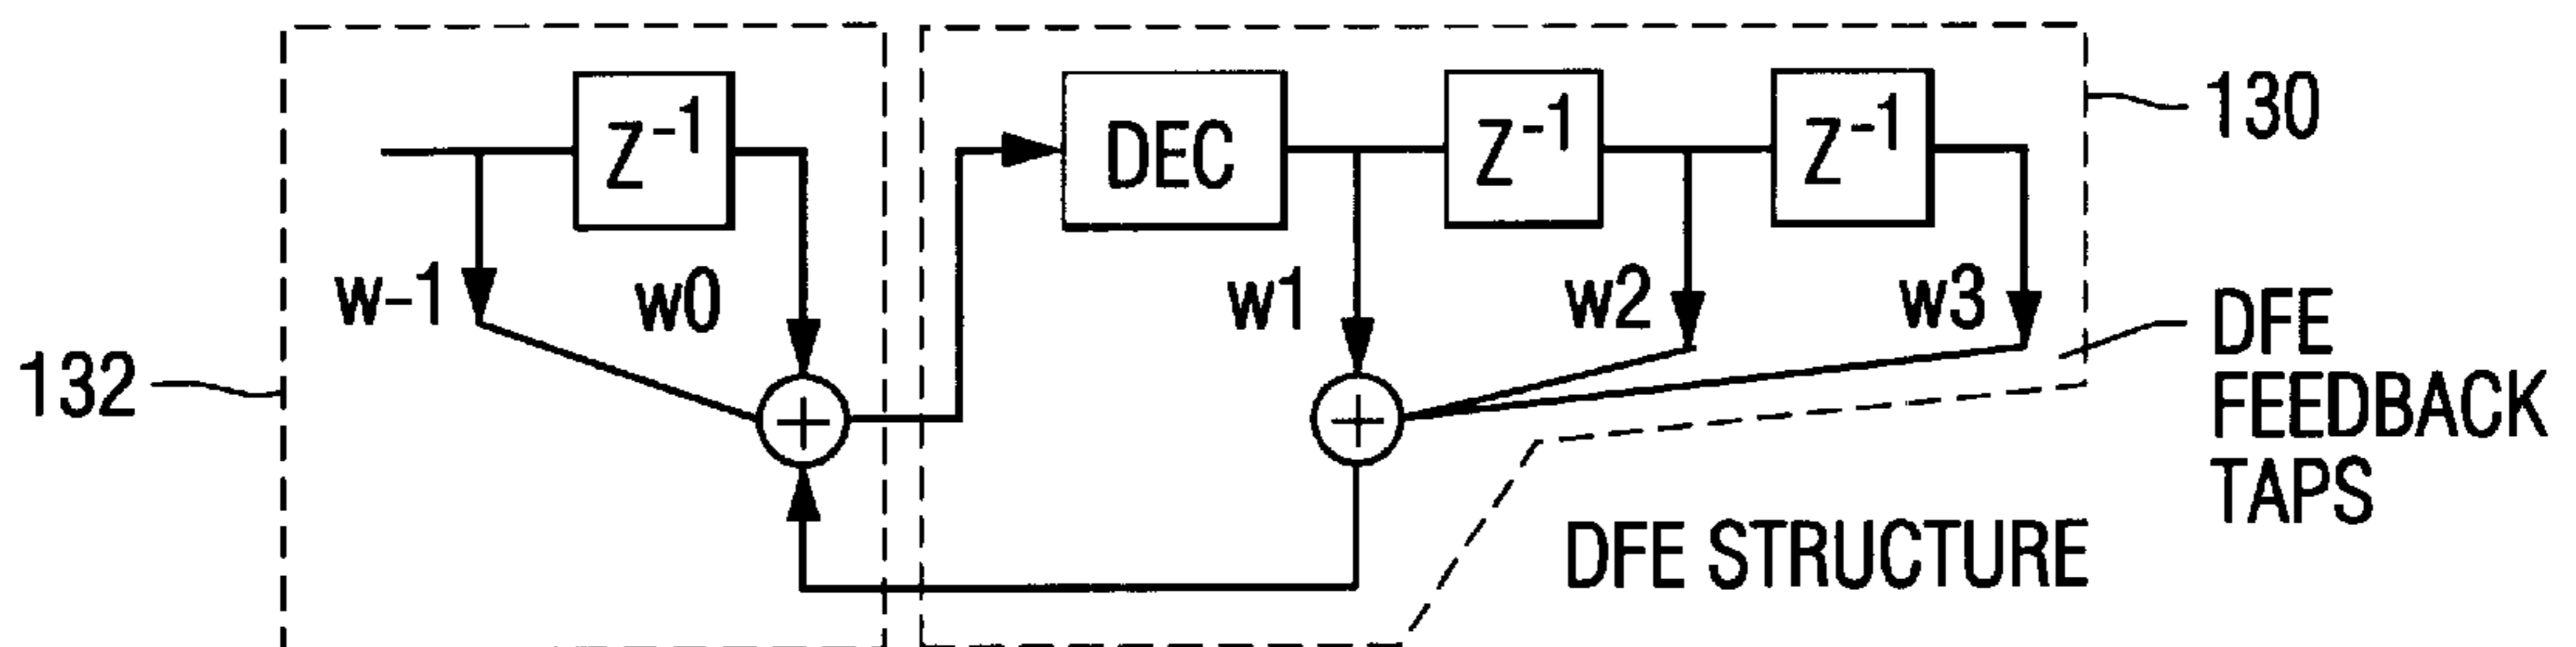 Z-1
DEC
Z-1
Z-1
130
w-1
w0
w1
w2
w3
132
DFE
FEEDBACK
TAPS
DFE STRUCTURE